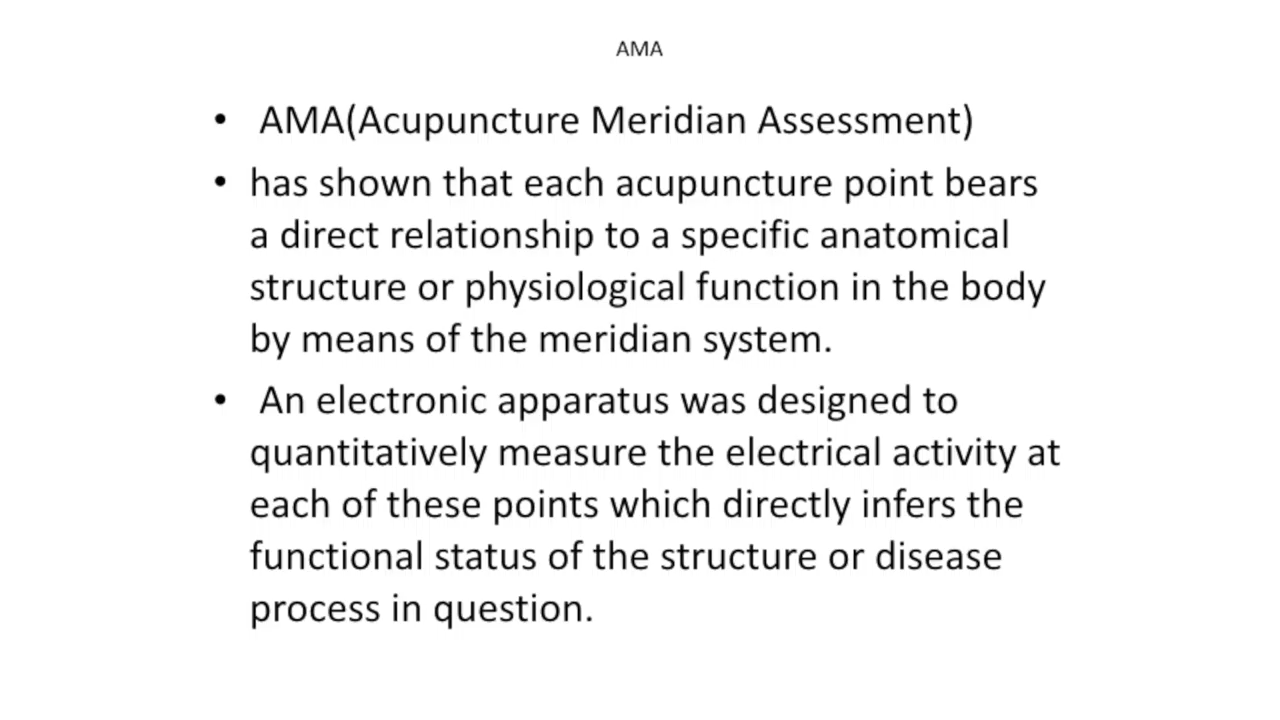 AMA
• AMA(Acupuncture Meridian Assessment)
• has shown that each acupuncture point bears
a direct relationship to a specific anatomical
structure or physiological function in the body
by means of the meridian system.
• An electronic apparatus was designed to
quantitatively measure the electrical activity at
each of these points which directly infers the
functional status of the structure or disease
process in question.